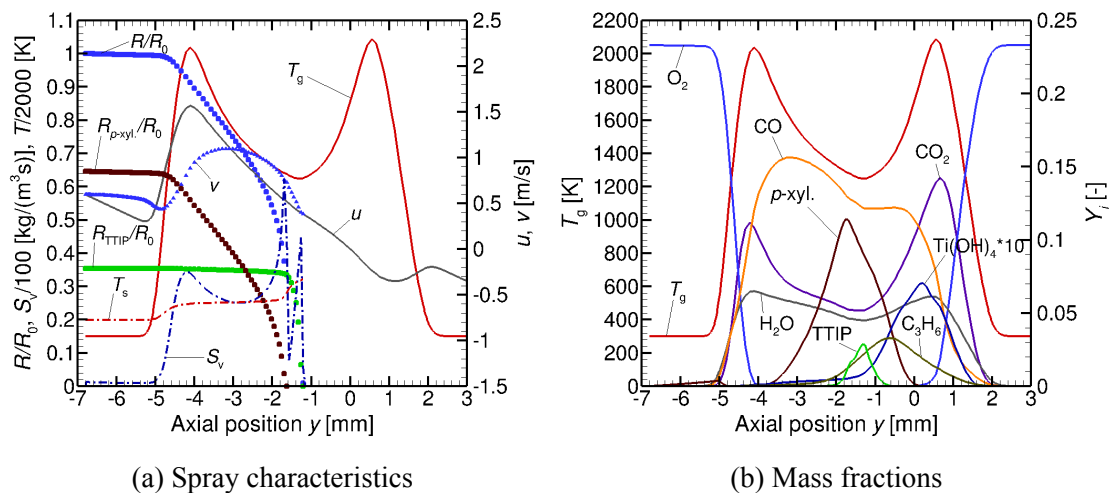 R/R0, Sv/100 [kg/(m³s)], T/2000 [K]
1.1
1
0.9
0.8
0.7
0.6
0.5
0.4
0.3
0.2
0.1
0
R/R0
Rp-xyl./R0
RTTIP/R0
Ts
Sv
v
u
Tg
2.5
2
1.5
1
0.5
0
-0.5
-1
-1.5
u, v [m/s]
-7 -6 -5 -4 -3 -2 -1 0 1 2 3
Axial position y [mm]
(a) Spray characteristics
Tg [K]
2200
2000
1800
1600
1400
1200
1000
800
600
400
200
0
O2
CO
CO2
p-xyl.
Ti(OH)4*10
Tg
H2O
TTIP
C3H6
0.25
0.2
0.15
0.1
0.05
0
Yi [-]
-7 -6 -5 -4 -3 -2 -1 0 1 2 3
Axial position y [mm]
(b) Mass fractions